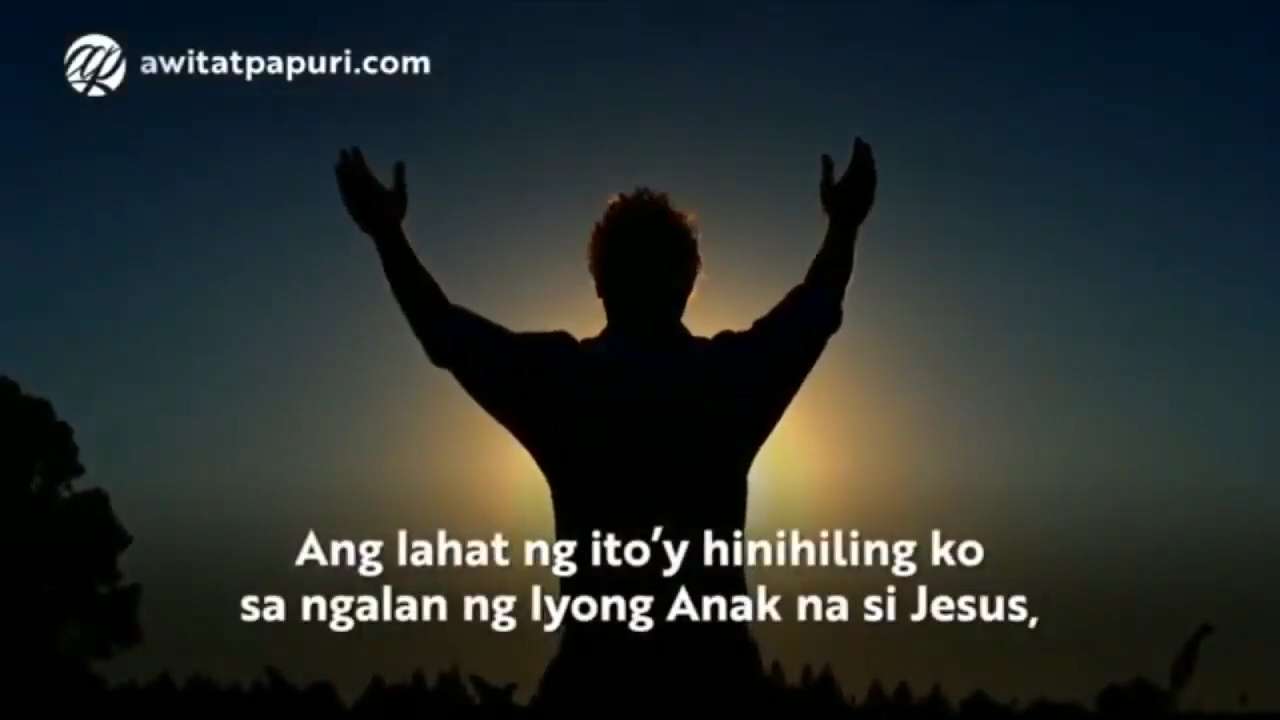 awitatpapuri.com
Ang lahat ng ito’y hinihiling ko
sa ngalan ng Iyong Anak na si Jesus,